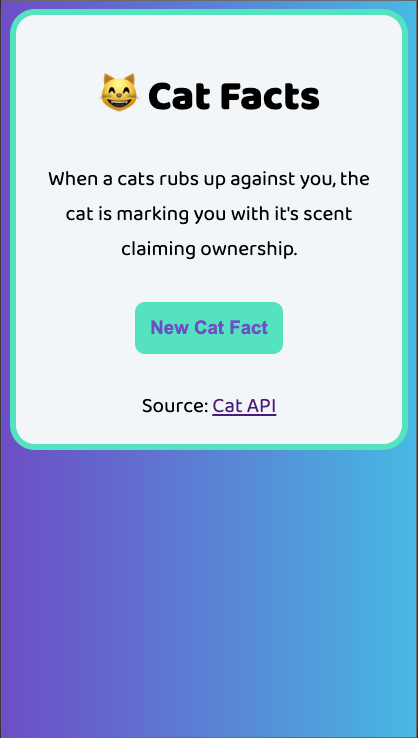 Cat Facts
When a cats rubs up against you, the
cat is marking you with it's scent
claiming ownership.
New Cat Fact
Source: Cat API